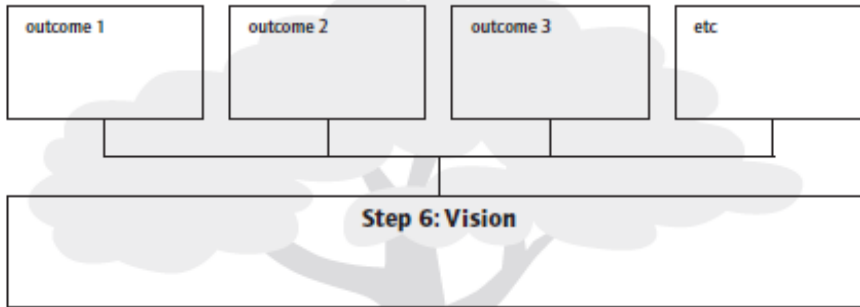 outcome 1
outcome 2
outcome 3
etc
Step 6: Vision